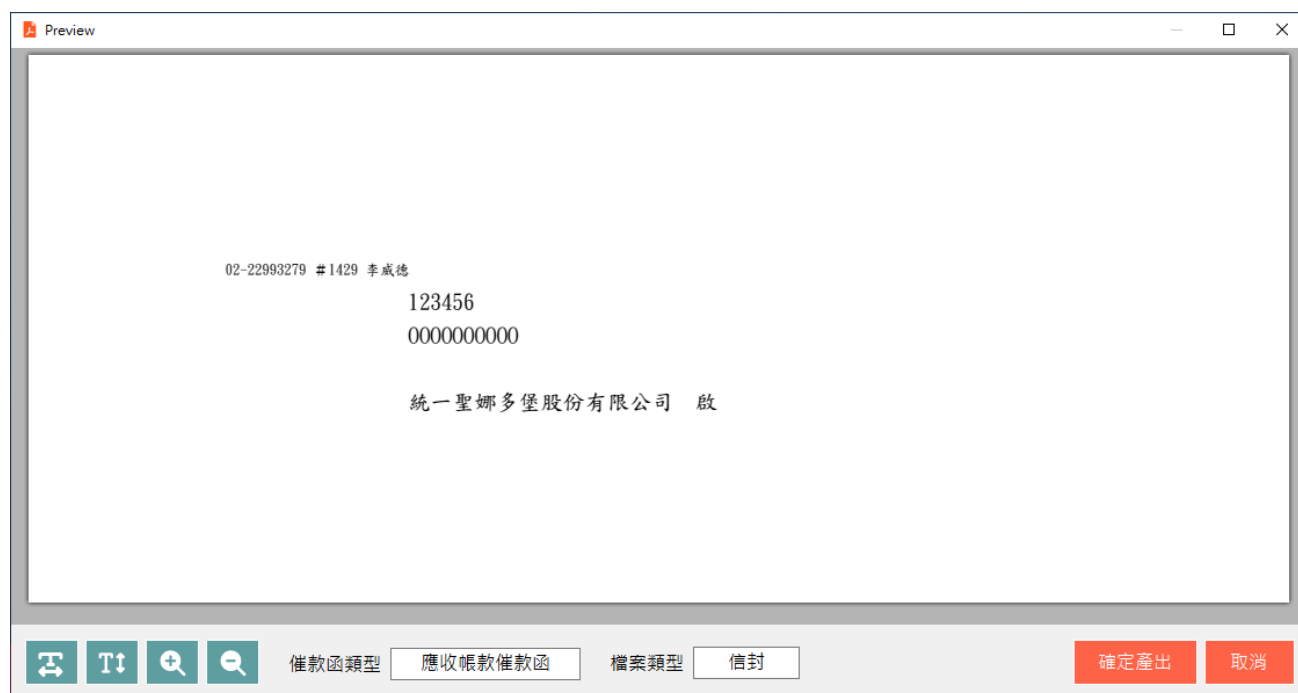 Preview
02-22993279 #1429 李威德
123456
0000000000
統一聖娜多堡股份有限公司 啟
催款函類型 應收帳款催款函 檔案類型 信封 確定產出 取消